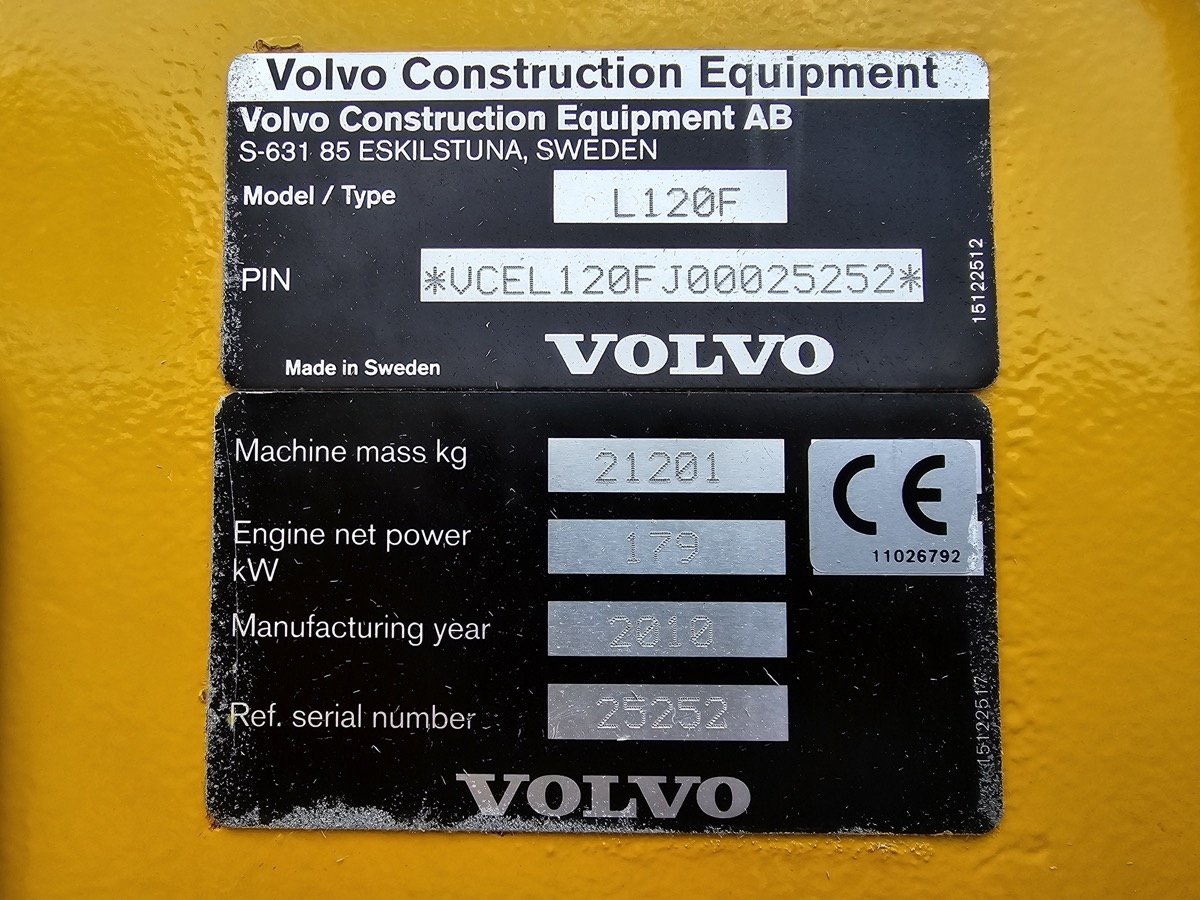 Volvo Construction Equipment
Volvo Construction Equipment AB
S-631 85 ESKILSTUNA, SWEDEN
Model / Type L120F
PIN *VCEL120FJ00025252*
15122512
Made in Sweden VOLVO
Machine mass kg 21201
CE
11026792
Engine net power 179
kW
Manufacturing year 2010
Ref. serial number 25252
15122517
VOLVO